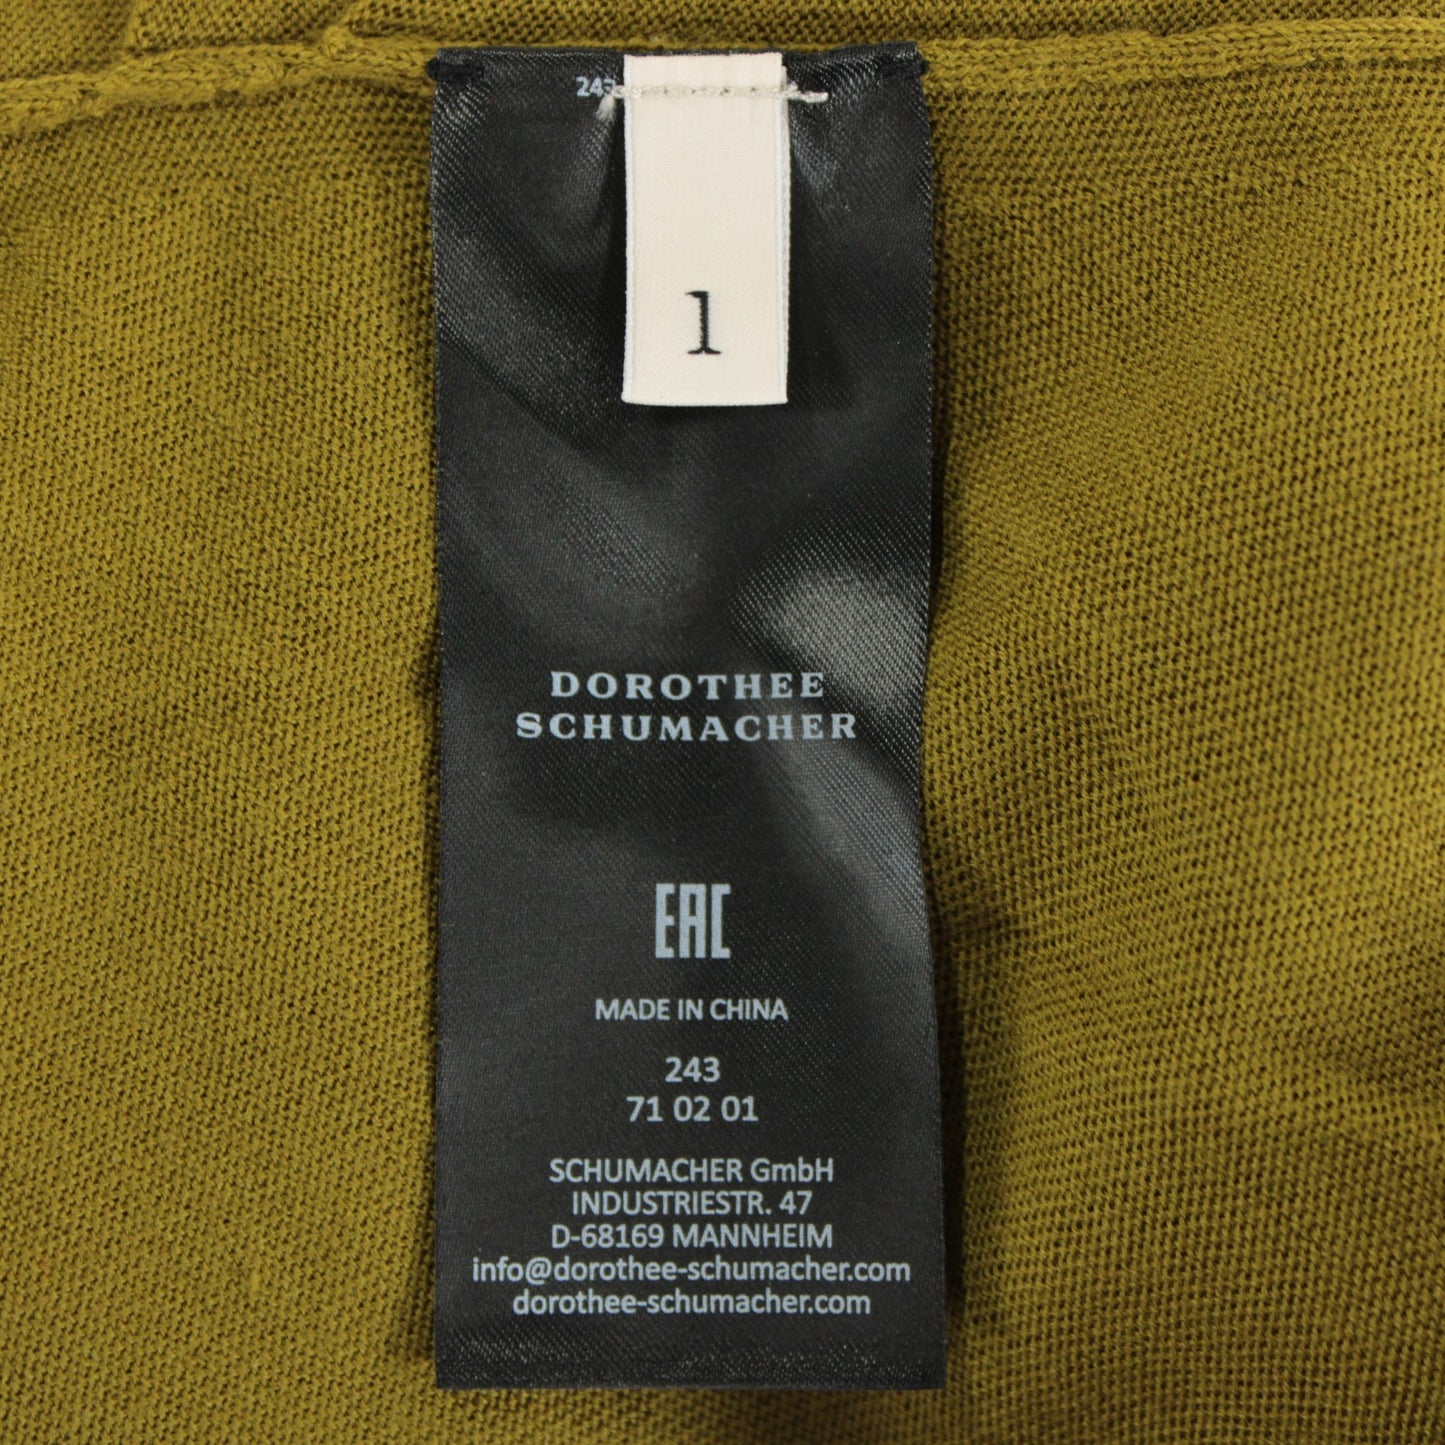 243
1
DOROTHEE
SCHUMACHER
EAC
MADE IN CHINA
243
71 02 01
SCHUMACHER GmbH
INDUSTRIESTR. 47
D-68169 MANNHEIM
info@dorothee-schumacher.com
dorothee-schumacher.com